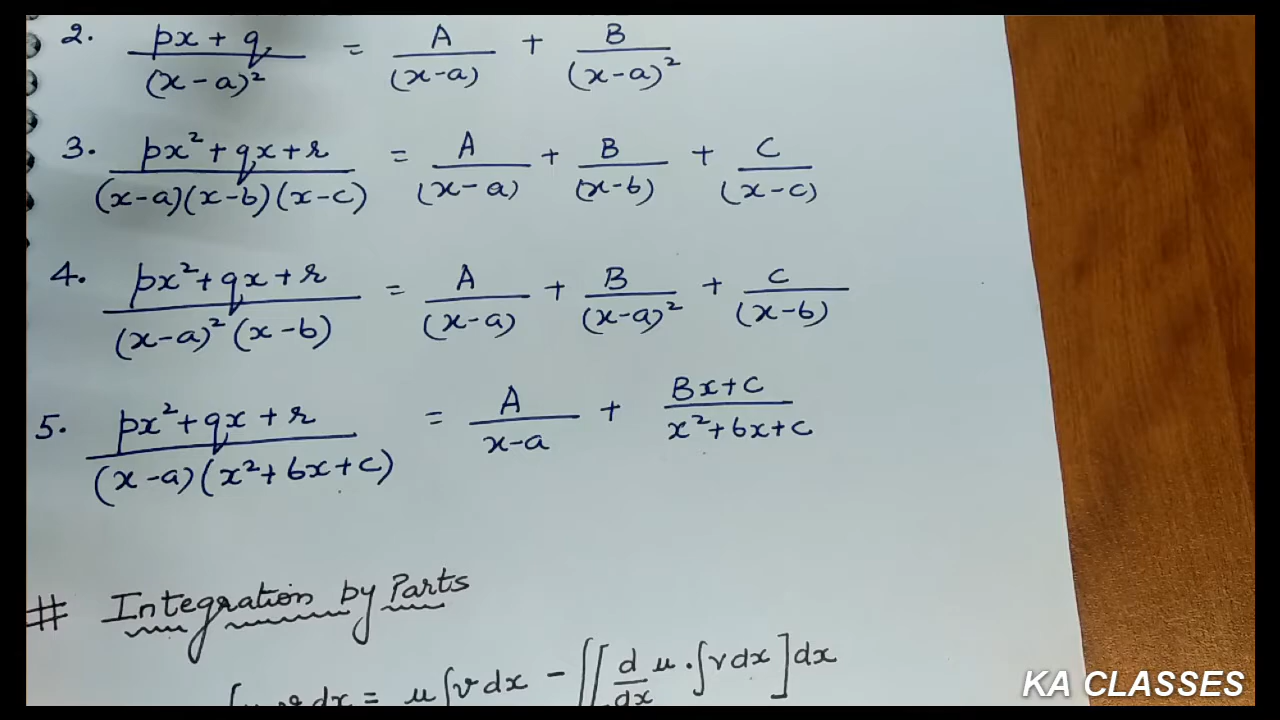 2. px + q / (x - a)² = A / (x - a) + B / (x - a)²
3. px² + qx + r / (x-a)(x-b)(x-c) = A / (x - a) + B / (x-b) + C / (x-c)
4. px² + qx + r / (x-a)² (x-b) = A / (x-a) + B / (x-a)² + C / (x-b)
5. px² + qx + r / (x-a)(x² + bx + c) = A / x-a + Bx + C / x² + bx + c
# Integration by Parts
∫ u v dx = u ∫ v dx - ∫ [ d/dx u . ∫ v dx ] dx
KA CLASSES